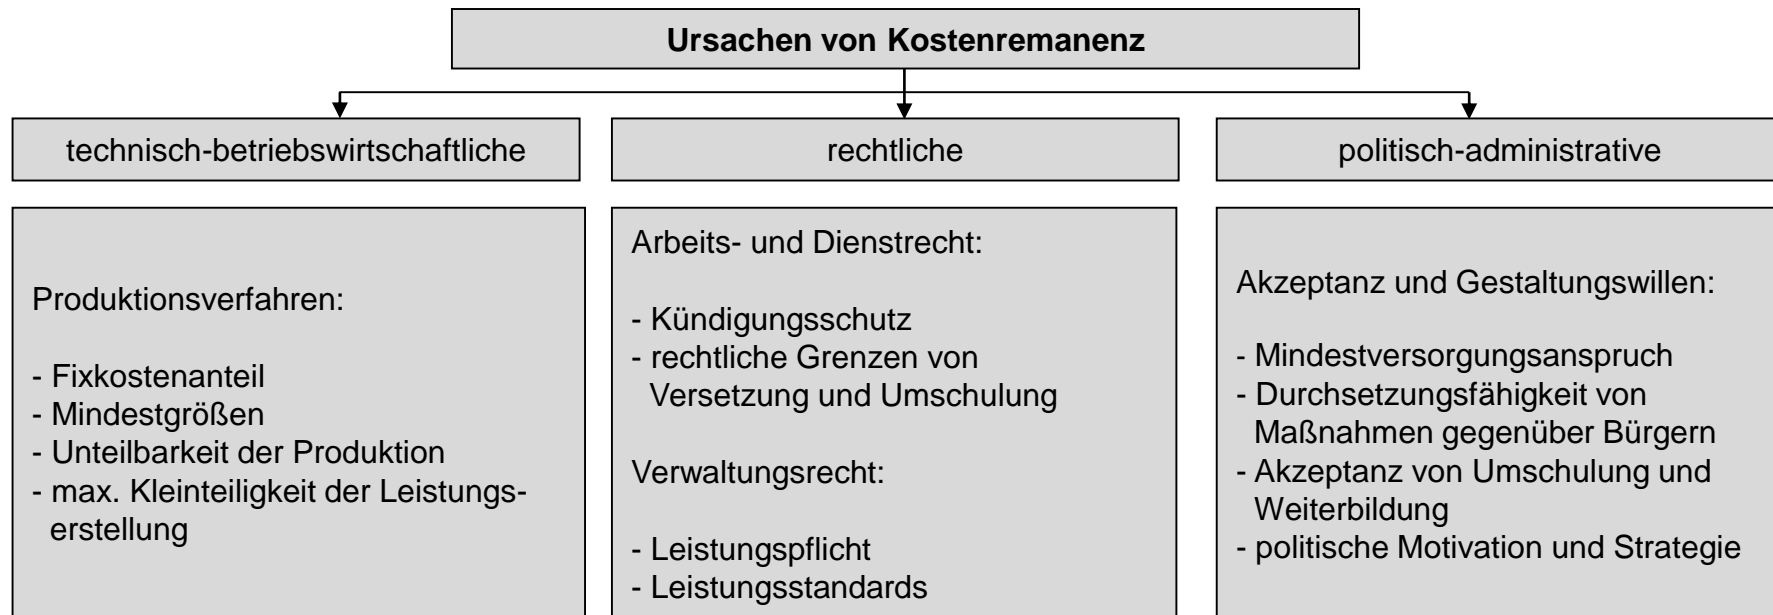 Ursachen von Kostenremanenz
technisch-betriebswirtschaftliche
rechtliche
politisch-administrative
Produktionsverfahren:
- Fixkostenanteil
- Mindestgrößen
- Unteilbarkeit der Produktion
- max. Kleinteiligkeit der Leistungs-
erstellung
Arbeits- und Dienstrecht:
- Kündigungsschutz
- rechtliche Grenzen von
Versetzung und Umschulung
Verwaltungsrecht:
- Leistungspflicht
- Leistungsstandards
Akzeptanz und Gestaltungswillen:
- Mindestversorgungsanspruch
- Durchsetzungsfähigkeit von
Maßnahmen gegenüber Bürgern
- Akzeptanz von Umschulung und
Weiterbildung
- politische Motivation und Strategie